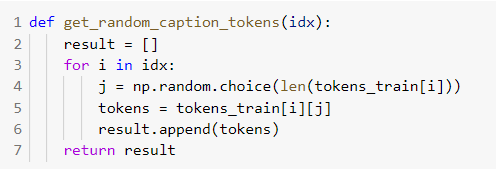 1 def get_random_caption_tokens(idx):
2     result = []
3     for i in idx:
4         j = np.random.choice(len(tokens_train[i]))
5         tokens = tokens_train[i][j]
6         result.append(tokens)
7     return result